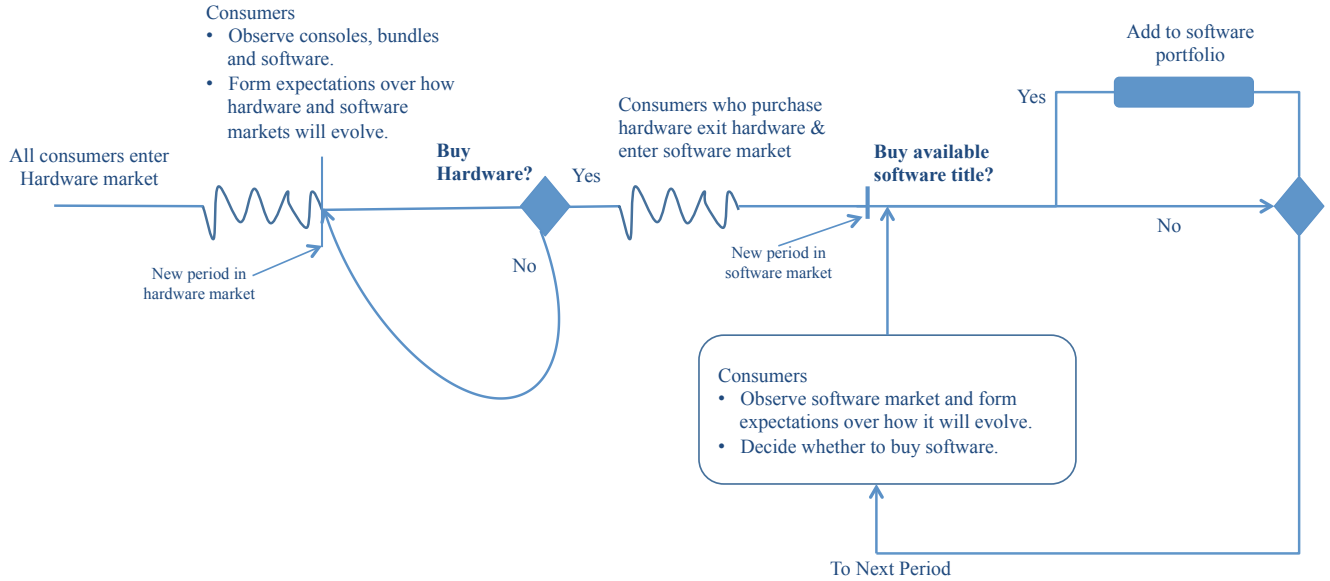 Consumers
• Observe consoles, bundles
and software.
• Form expectations over how
hardware and software
markets will evolve.
All consumers enter
Hardware market
New period in
hardware market
Buy
Hardware?
Yes
No
Consumers who purchase
hardware exit hardware &
enter software market
Buy available
software title?
New period in
software market
Yes
Add to software
portfolio
No
Consumers
• Observe software market and form
expectations over how it will evolve.
• Decide whether to buy software.
To Next Period